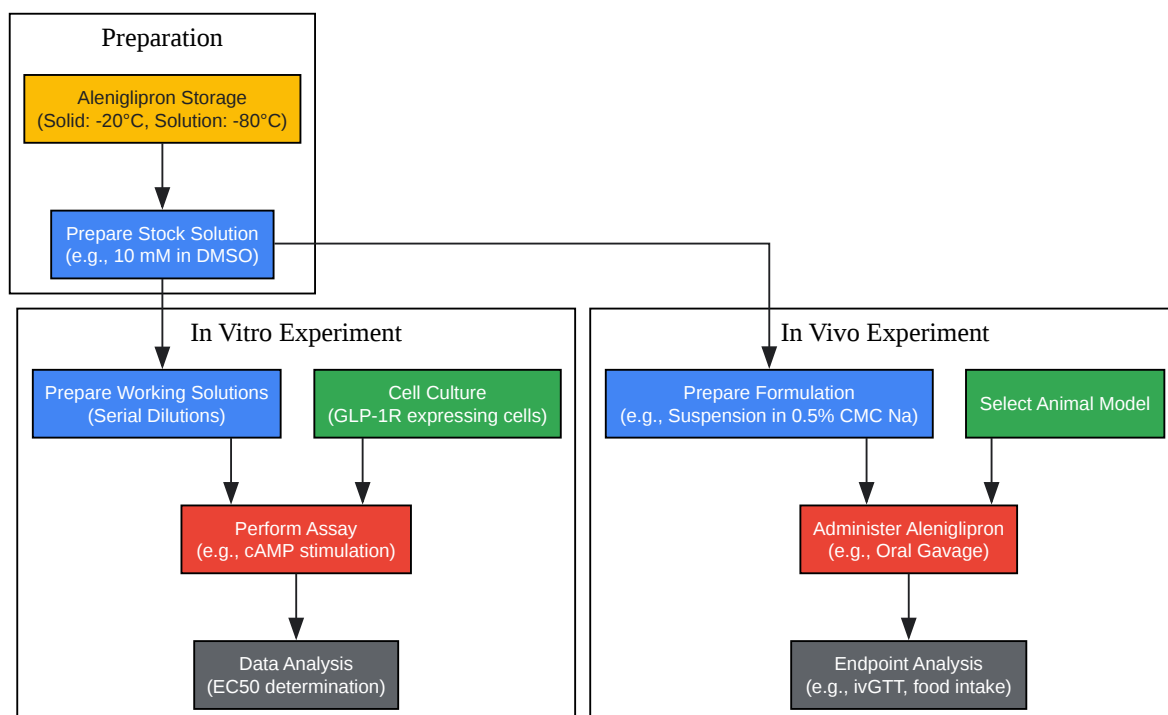 Preparation
Aleniglipron Storage
(Solid: -20°C, Solution: -80°C)
Prepare Stock Solution
(e.g., 10 mM in DMSO)
In Vitro Experiment
Prepare Working Solutions
(Serial Dilutions)
Cell Culture
(GLP-1R expressing cells)
Perform Assay
(e.g., cAMP stimulation)
Data Analysis
(EC50 determination)
In Vivo Experiment
Prepare Formulation
(e.g., Suspension in 0.5% CMC Na)
Select Animal Model
Administer Aleniglipron
(e.g., Oral Gavage)
Endpoint Analysis
(e.g., ivGTT, food intake)